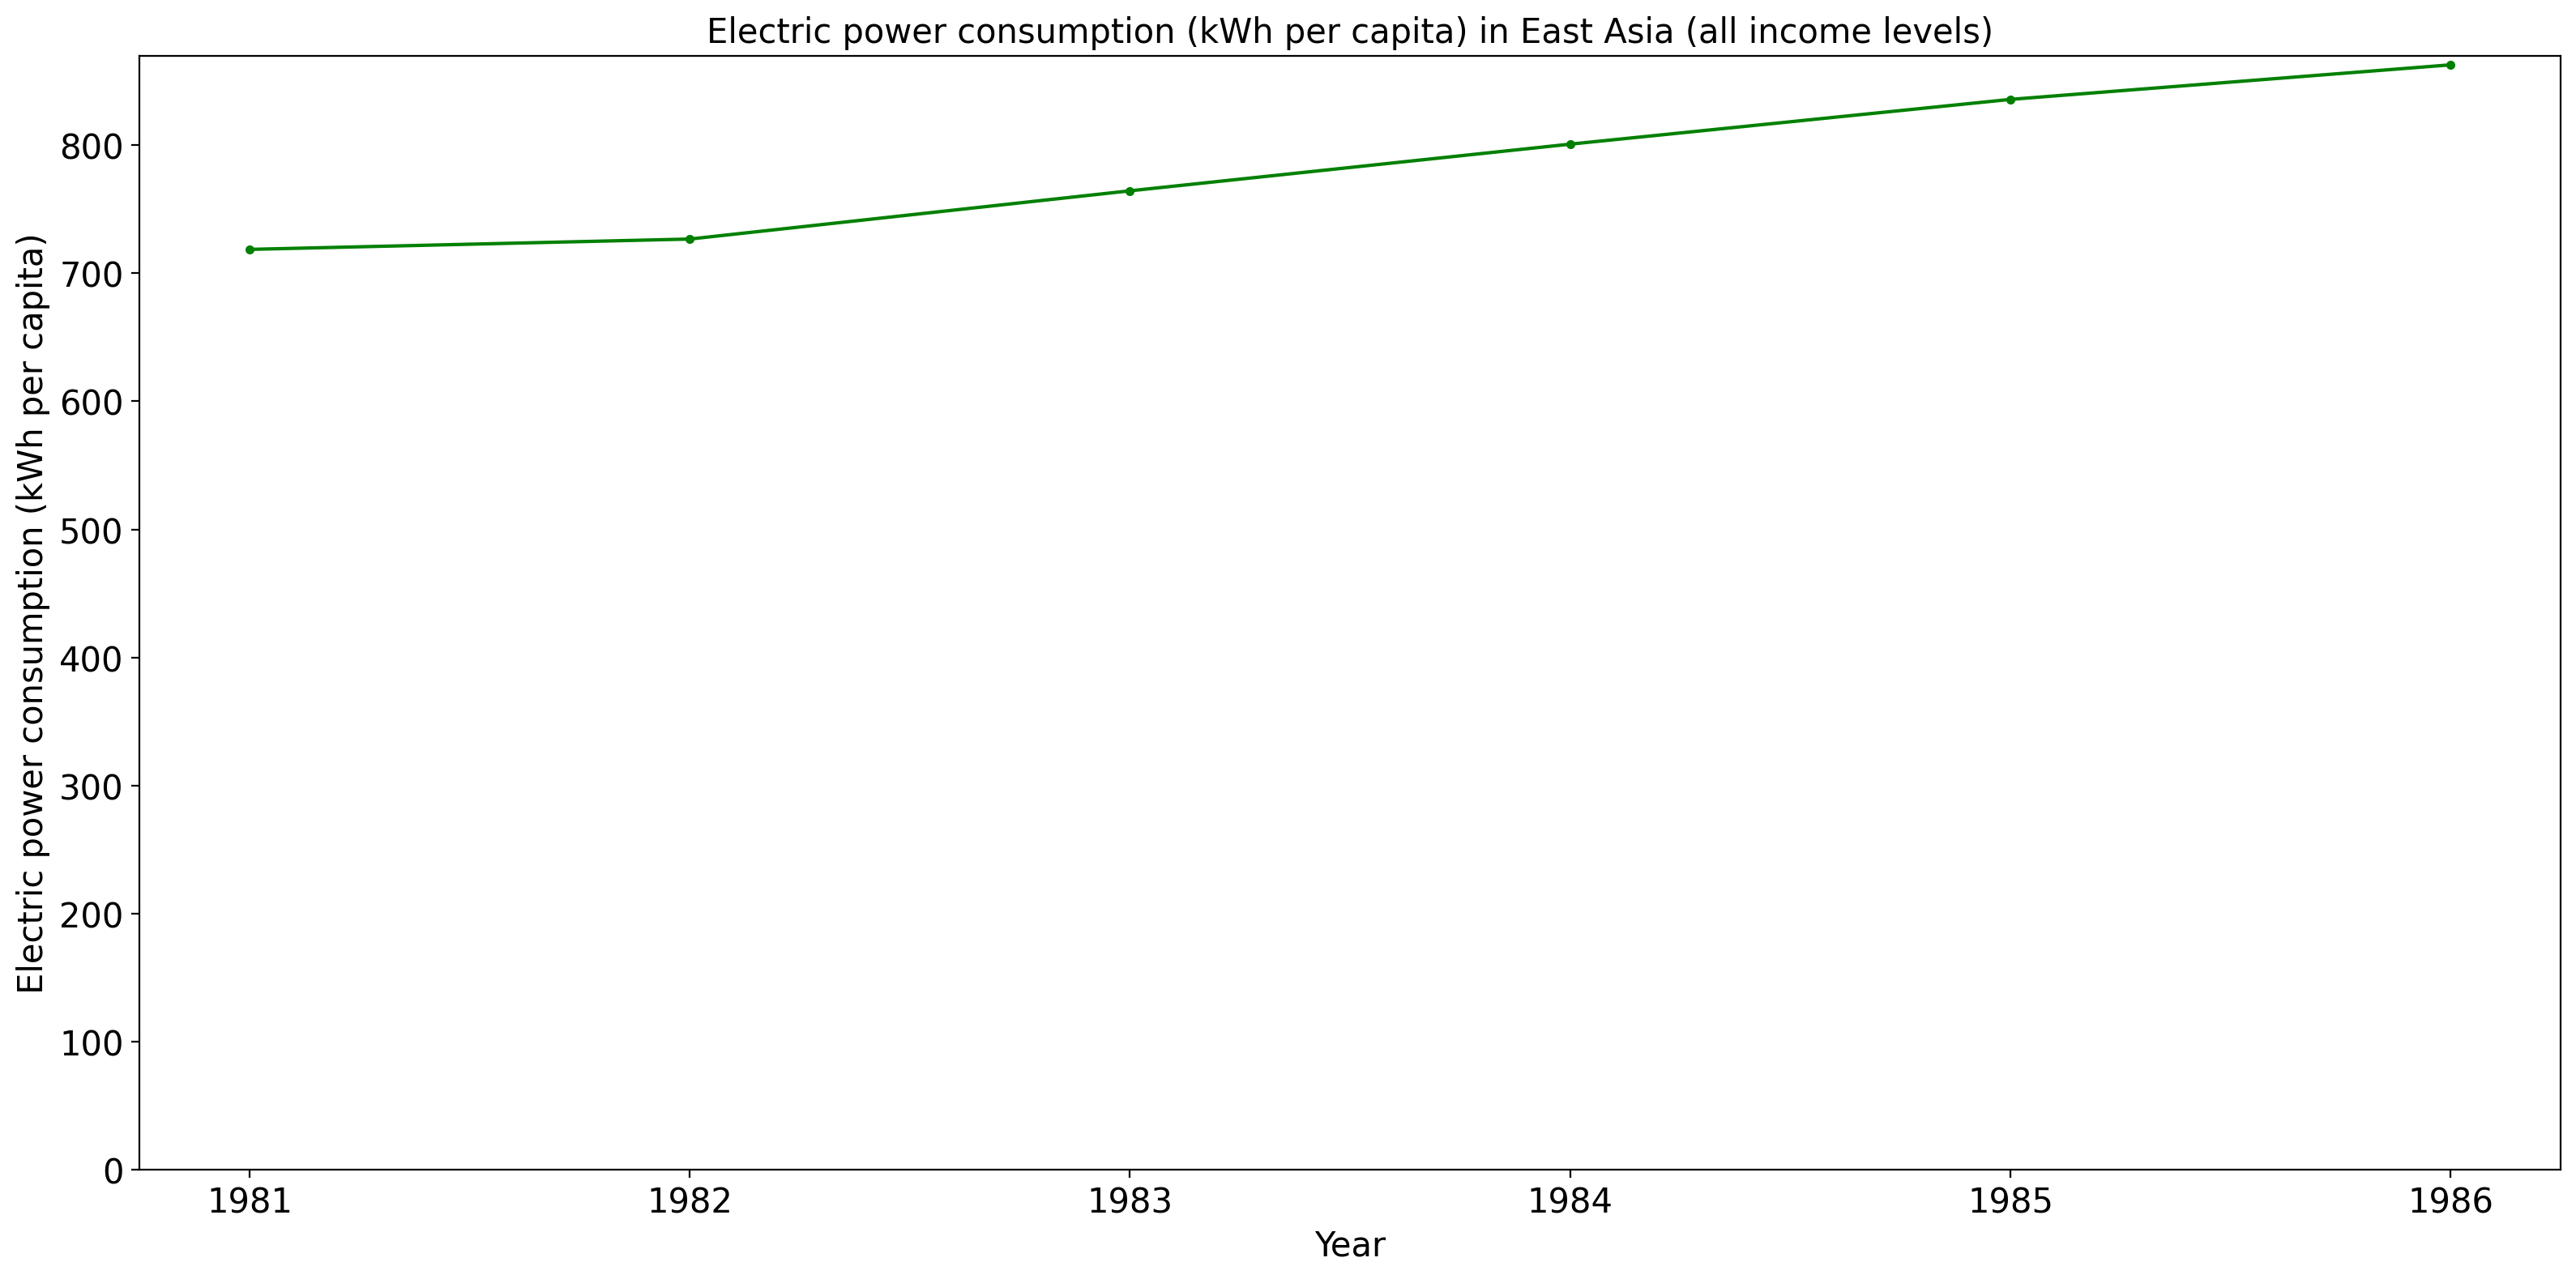 Electric power consumption (kWh per capita) in East Asia (all income levels)
Electric power consumption (kWh per capita)
800
700
600
500
400
300
200
100
0
1981 1982 1983 1984 1985 1986
Year